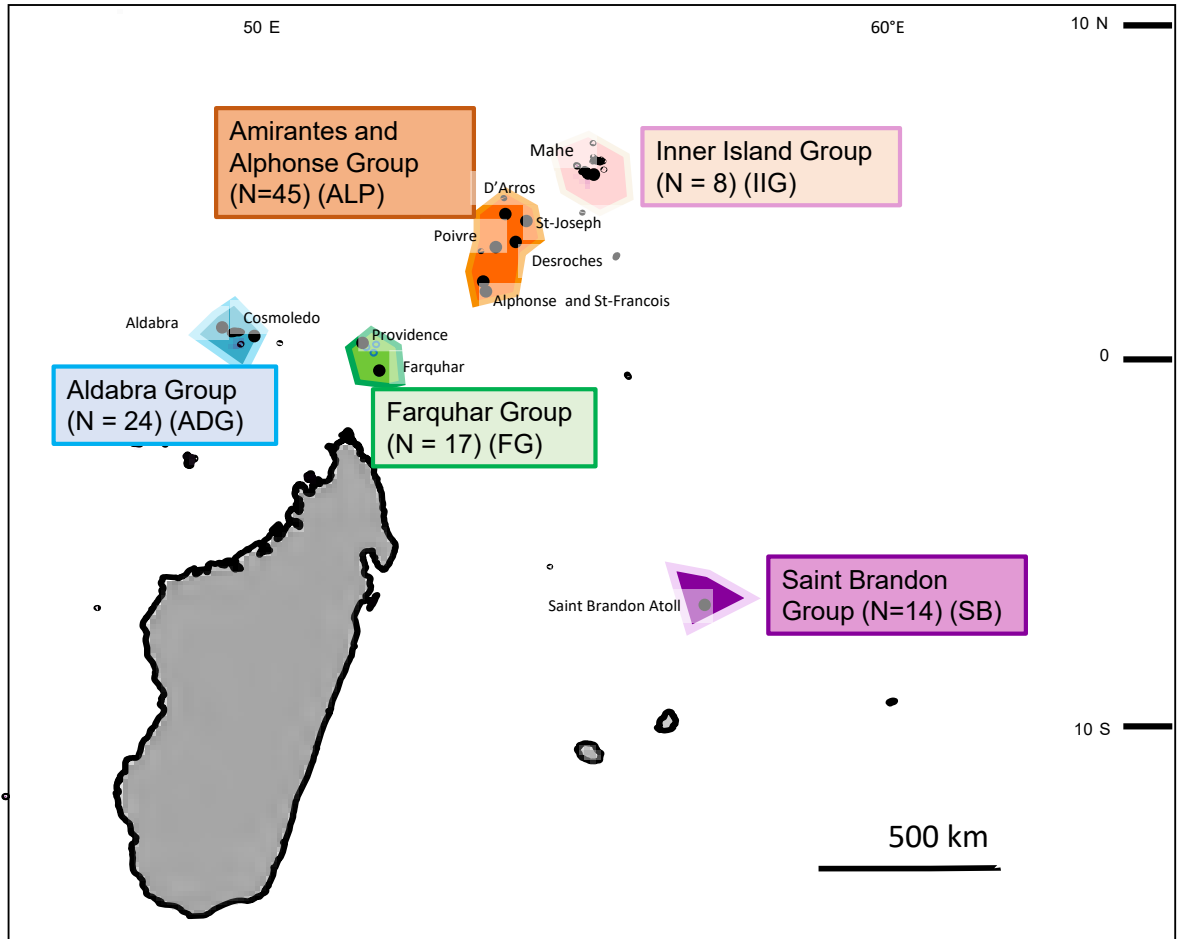 50 E
60°E
10 N
Amirantes and
Alphonse Group
(N=45) (ALP)
Mahe
Inner Island Group
(N = 8) (IIG)
D'Arros
St-Joseph
Poivre
Desroches
Alphonse and St-Francois
Aldabra
Cosmoledo
Providence
Farquhar
0
Aldabra Group
(N = 24) (ADG)
Farquhar Group
(N = 17) (FG)
Saint Brandon Atoll
Saint Brandon
Group (N=14) (SB)
10 S
500 km